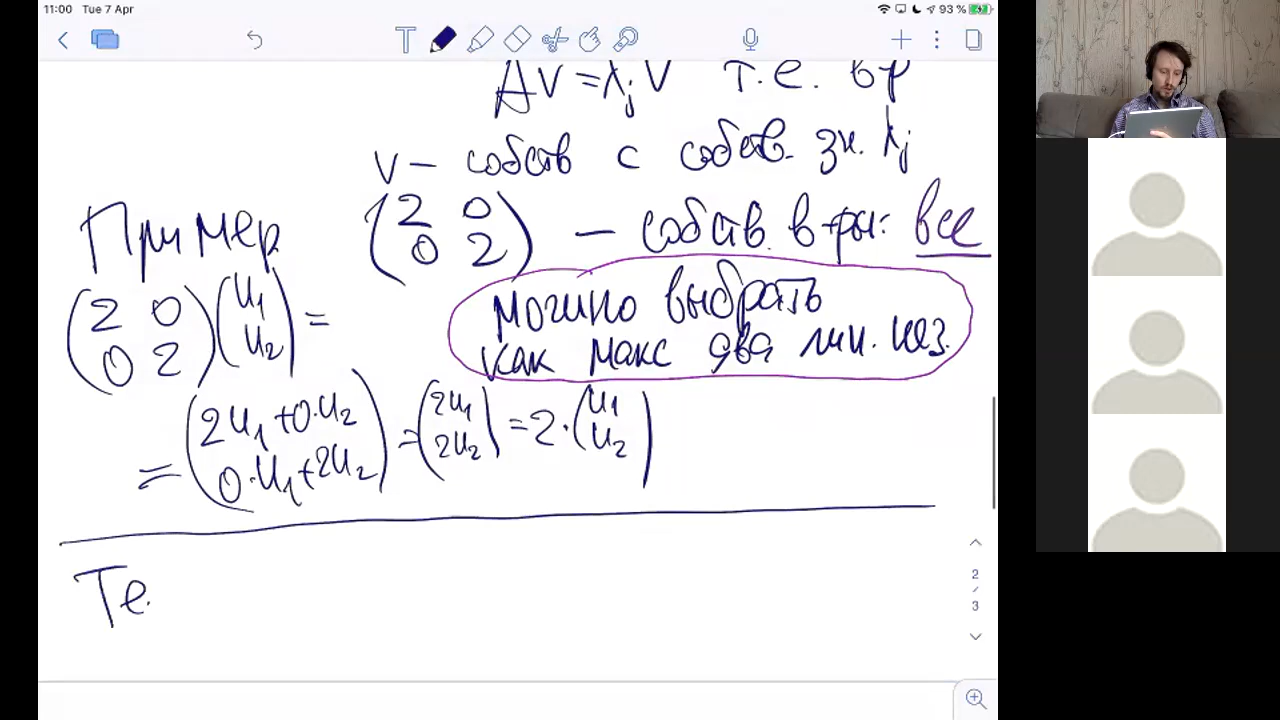 11:00 Tue 7 Apr 93 %
Av = λj v т.е. в-р
v — собств с собств. зн. λj
Пример (2 0 0 2) — собств. в-ры: все
(2 0 0 2)(u1 u2) =
можно выбрать
как макс два лин. нез.
= (2u1+0·u2 0·u1+2u2) = (2u1 2u2) = 2·(u1 u2)
Те
2
3